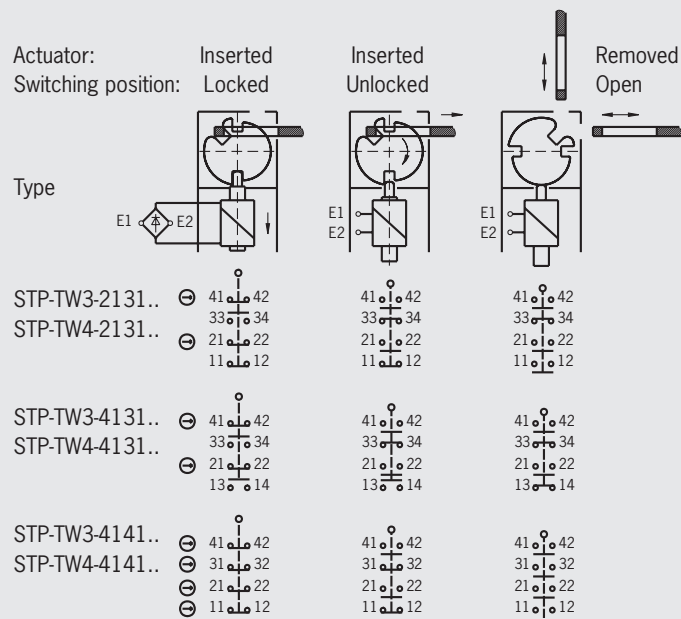 Actuator: Inserted Inserted Removed
Switching position: Locked Unlocked Open
Type
E1 E2 E1 E1
E2 E2
STP-TW3-2131.. 41 42 41 42 41 42
STP-TW4-2131.. 33 34 33 34 33 34
21 22 21 22 21 22
11 12 11 12 11 12
STP-TW3-4131.. 41 42 41 42 41 42
STP-TW4-4131.. 33 34 33 34 33 34
21 22 21 22 21 22
13 14 13 14 13 14
STP-TW3-4141.. 41 42 41 42 41 42
STP-TW4-4141.. 31 32 31 32 31 32
21 22 21 22 21 22
11 12 11 12 11 12